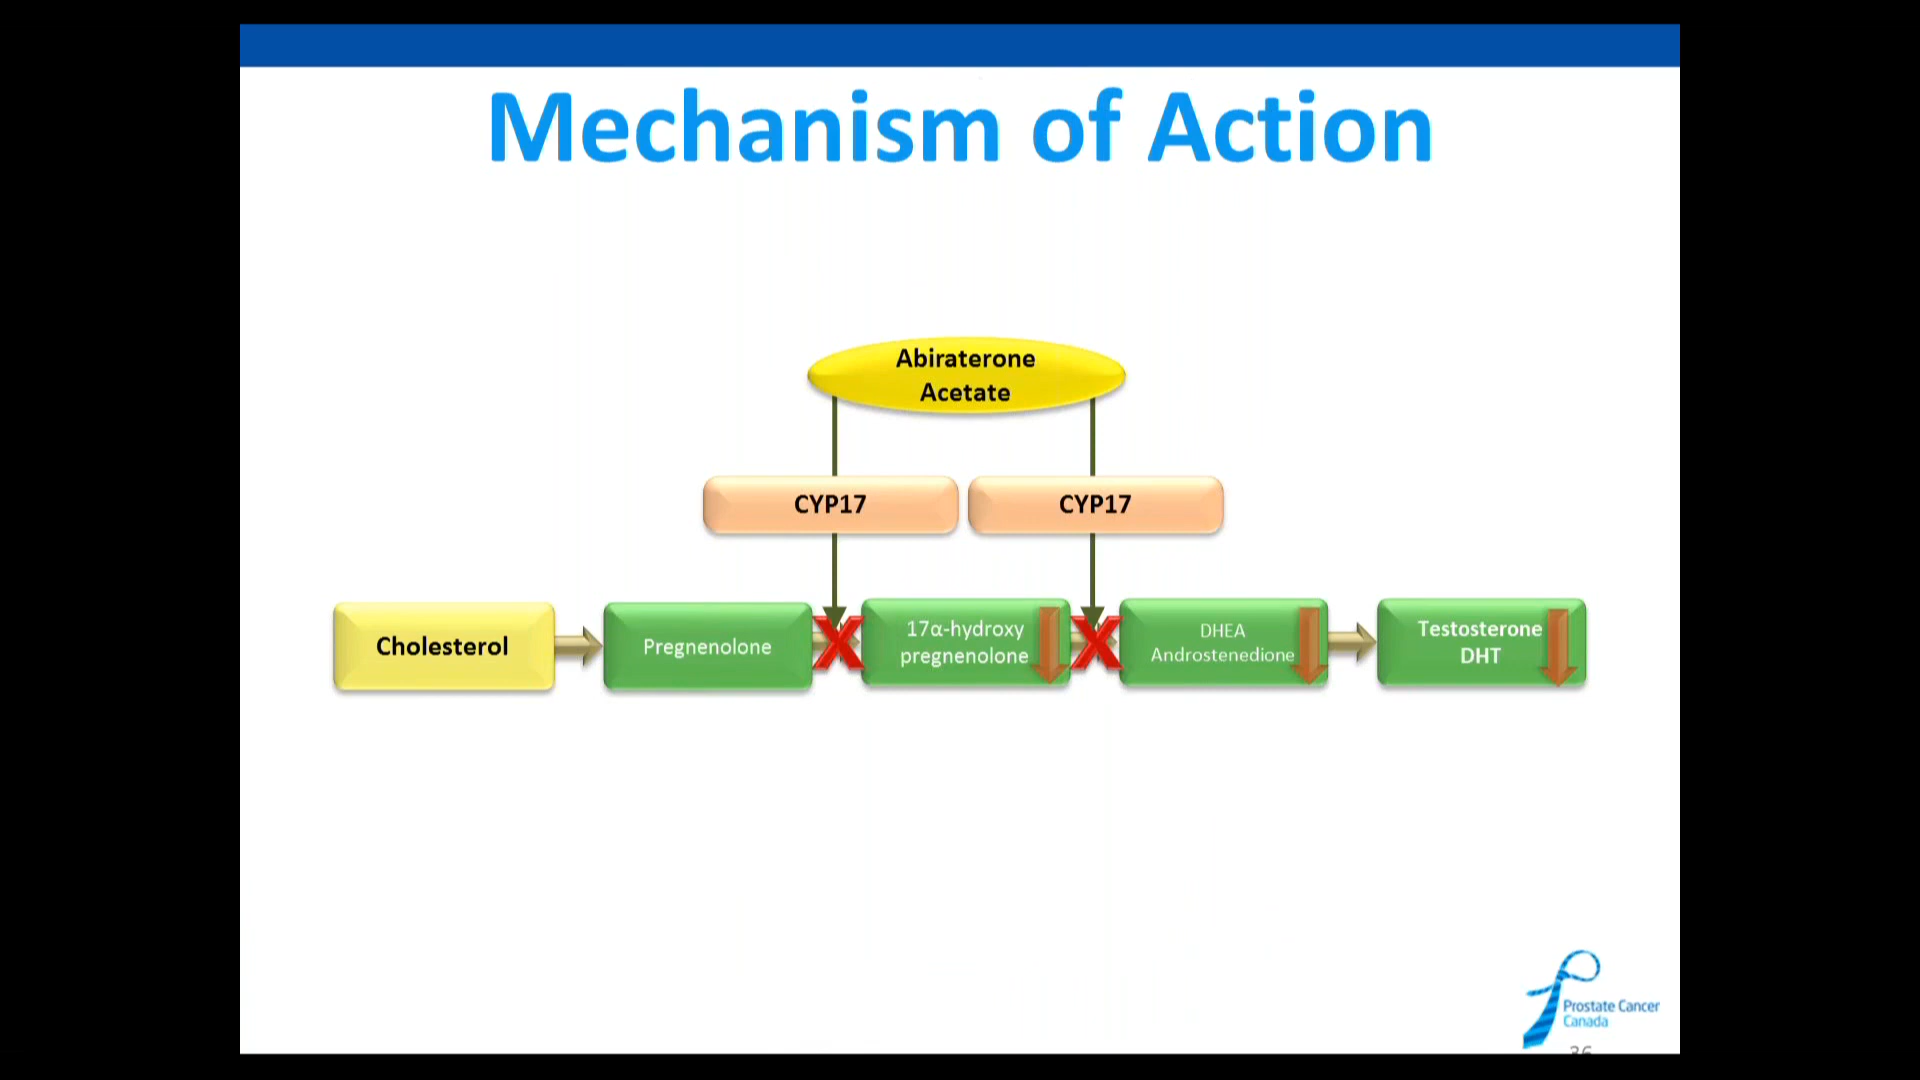 Mechanism of Action
Abiraterone
Acetate
CYP17
CYP17
Cholesterol
Pregnenolone
17α-hydroxy
pregnenolone
DHEA
Androstenedione
Testosterone
DHT
X
X
Prostate Cancer
Canada